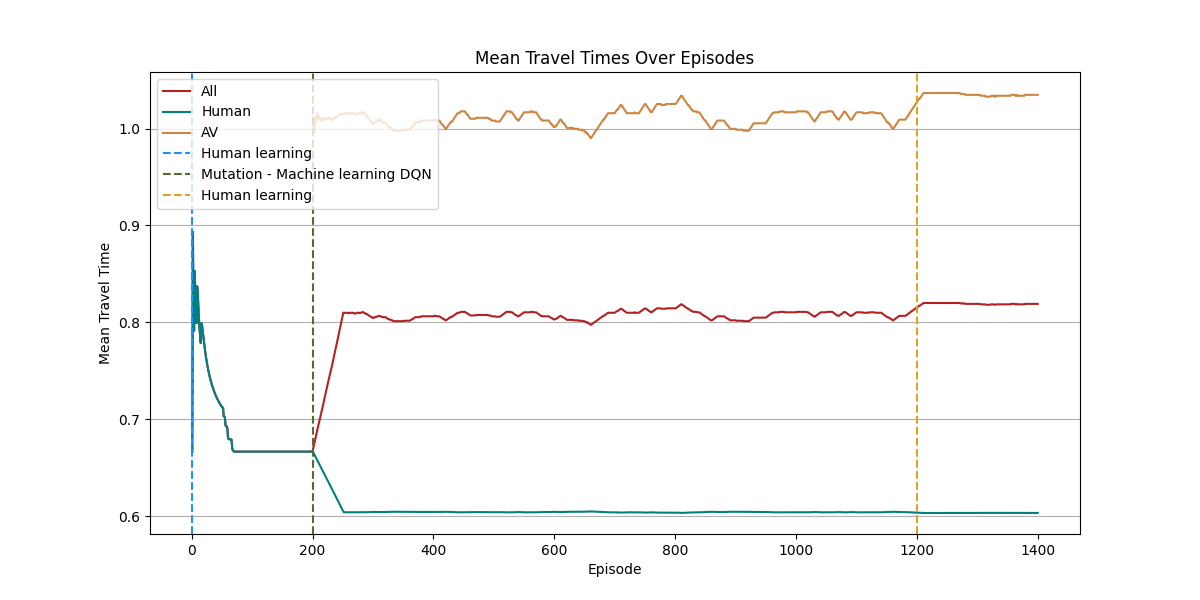 Mean Travel Times Over Episodes
All
Human
AV
Human learning
Mutation - Machine learning DQN
Human learning
1.0
0.9
0.8
0.7
0.6
Mean Travel Time
0 200 400 600 800 1000 1200 1400
Episode